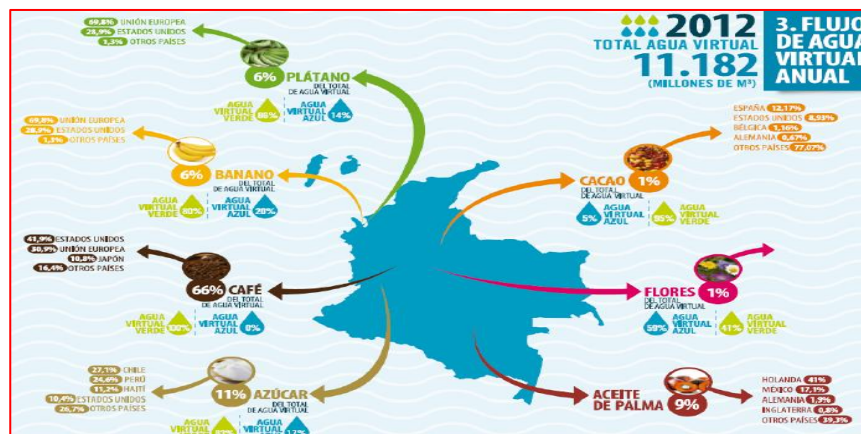 2012
TOTAL AGUA VIRTUAL
11.182
(MILLONES DE M³)
3. FLUJO
DE AGUA
VIRTUAL
ANUAL
69,8% UNIÓN EUROPEA
28,9% ESTADOS UNIDOS
1,3% OTROS PAÍSES
6% PLÁTANO
DEL TOTAL
DE AGUA VIRTUAL
AGUA
VIRTUAL
VERDE
86%
AGUA
VIRTUAL
AZUL
14%
69,8% UNIÓN EUROPEA
28,9% ESTADOS UNIDOS
1,3% OTROS PAÍSES
6% BANANO
DEL TOTAL
DE AGUA VIRTUAL
AGUA
VIRTUAL
VERDE
80%
AGUA
VIRTUAL
AZUL
20%
41,9% ESTADOS UNIDOS
30,9% UNIÓN EUROPEA
10,8% JAPÓN
16,4% OTROS PAÍSES
66% CAFÉ
DEL TOTAL
DE AGUA VIRTUAL
AGUA
VIRTUAL
VERDE
100%
AGUA
VIRTUAL
AZUL
0%
27,1% CHILE
24,6% PERÚ
11,2% HAITÍ
10,4% ESTADOS UNIDOS
26,7% OTROS PAÍSES
11% AZÚCAR
DEL TOTAL
DE AGUA VIRTUAL
AGUA
VIRTUAL
AGUA
VIRTUAL
ESPAÑA 12,17%
ESTADOS UNIDOS 8,93%
BÉLGICA 1,16%
ALEMANIA 0,67%
OTROS PAÍSES 77,07%
CACAO 1%
DEL TOTAL
DE AGUA VIRTUAL
5%
AGUA
VIRTUAL
AZUL
95%
AGUA
VIRTUAL
VERDE
FLORES 1%
DEL TOTAL
DE AGUA VIRTUAL
59%
AGUA
VIRTUAL
AZUL
41%
AGUA
VIRTUAL
VERDE
ACEITE
DE PALMA 9%
HOLANDA 41%
MÉXICO 17,1%
ALEMANIA 1,9%
INGLATERRA 0,8%
OTROS PAÍSES 39,3%